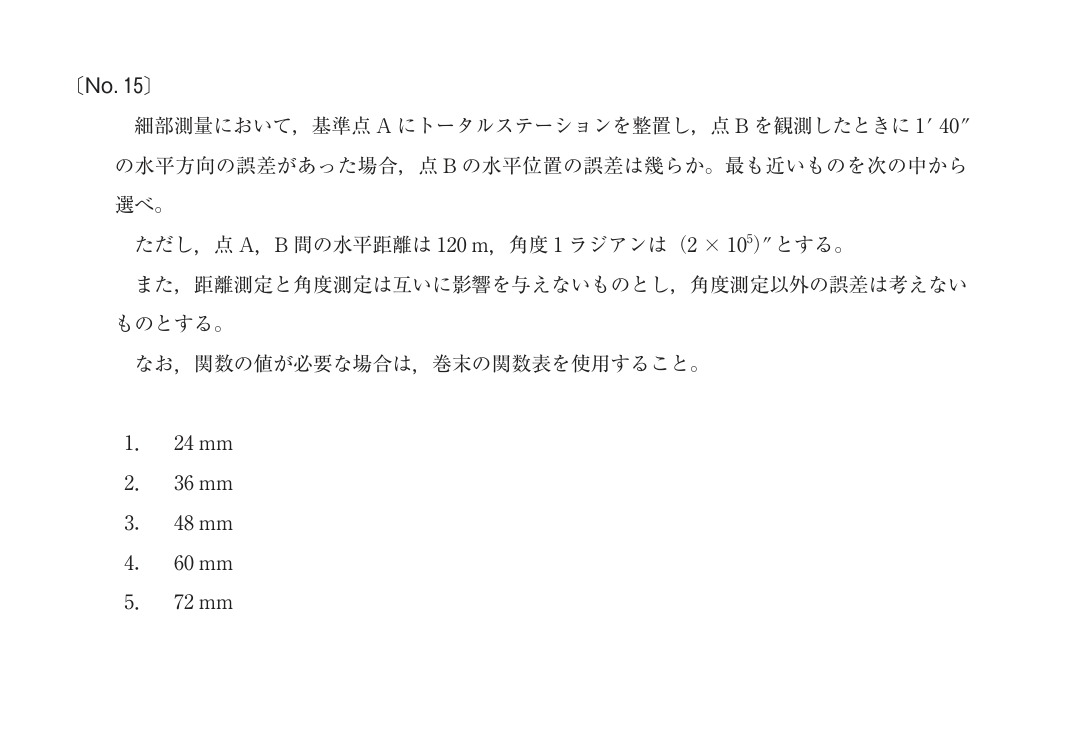 〔No. 15〕
細部測量において，基準点 A にトータルステーションを整置し，点 B を観測したときに 1′ 40″
の水平方向の誤差があった場合，点 B の水平位置の誤差は幾らか。最も近いものを次の中から
選べ。
ただし，点 A，B 間の水平距離は 120 m，角度 1 ラジアンは（2 × 10⁵）″とする。
また，距離測定と角度測定は互いに影響を与えないものとし，角度測定以外の誤差は考えない
ものとする。
なお，関数の値が必要な場合は，巻末の関数表を使用すること。
1． 24 mm
2． 36 mm
3． 48 mm
4． 60 mm
5． 72 mm